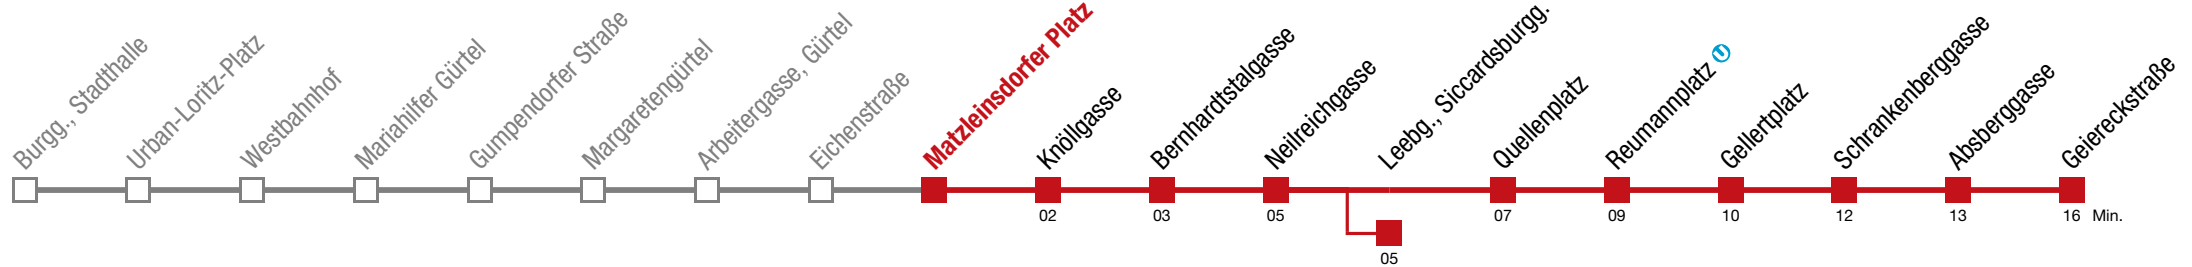 Burgg., Stadthalle
Urban-Loritz-Platz
Westbahnhof
Mariahilfer Gürtel
Gumpendorfer Straße
Margaretengürtel
Arbeitergasse, Gürtel
Eichenstraße
Matzleinsdorfer Platz
Knöllgasse
Bernhardtstalgasse
Neilreichgasse
Leebg., Siccardsburgg.
Quellenplatz
Reumannplatz U
Gellertplatz
Schrankenberggasse
Absberggasse
Geiereckstraße
02 03 05 07 09 10 12 13 16 Min.
05